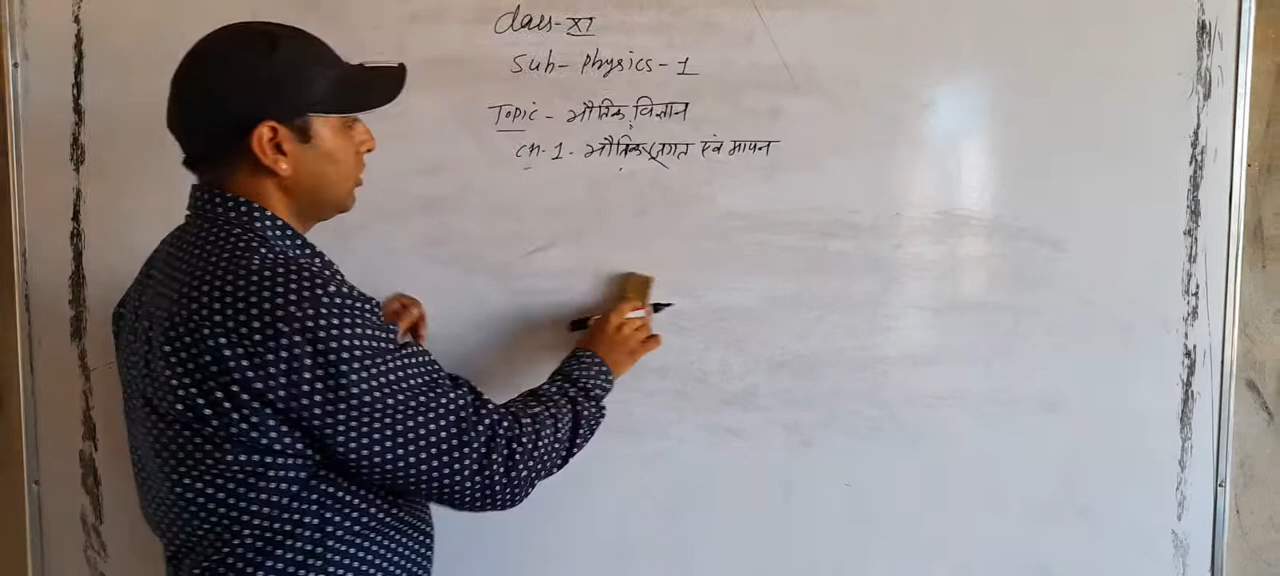 Class - XI
Sub - Physics - 1
Topic - भौतिक विज्ञान
CH. 1 - भौतिक जगत एवं मापन